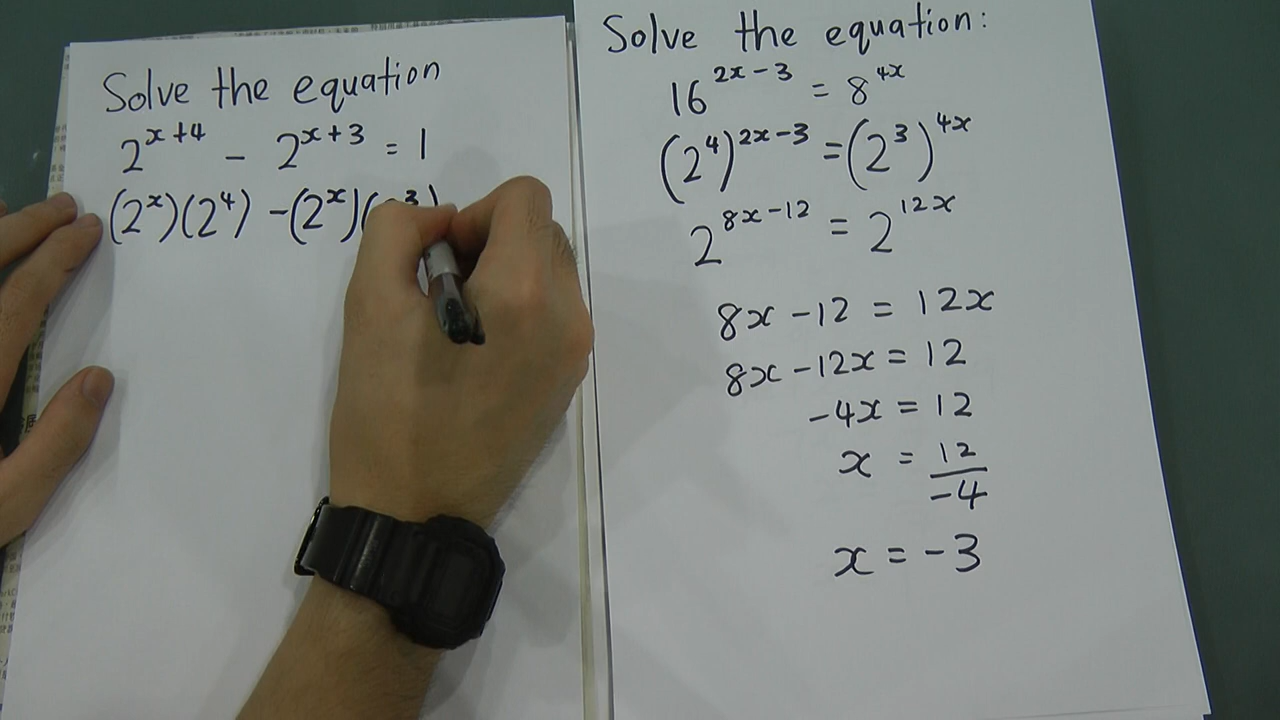 Solve the equation
2^{x+4} - 2^{x+3} = 1
(2^x)(2^4) -(2^x)( ^3)
Solve the equation:
16^{2x-3} = 8^{4x}
(2^4)^{2x-3} = (2^3)^{4x}
2^{8x-12} = 2^{12x}
8x -12 = 12x
8x -12x = 12
-4x = 12
x = 12/-4
x = -3